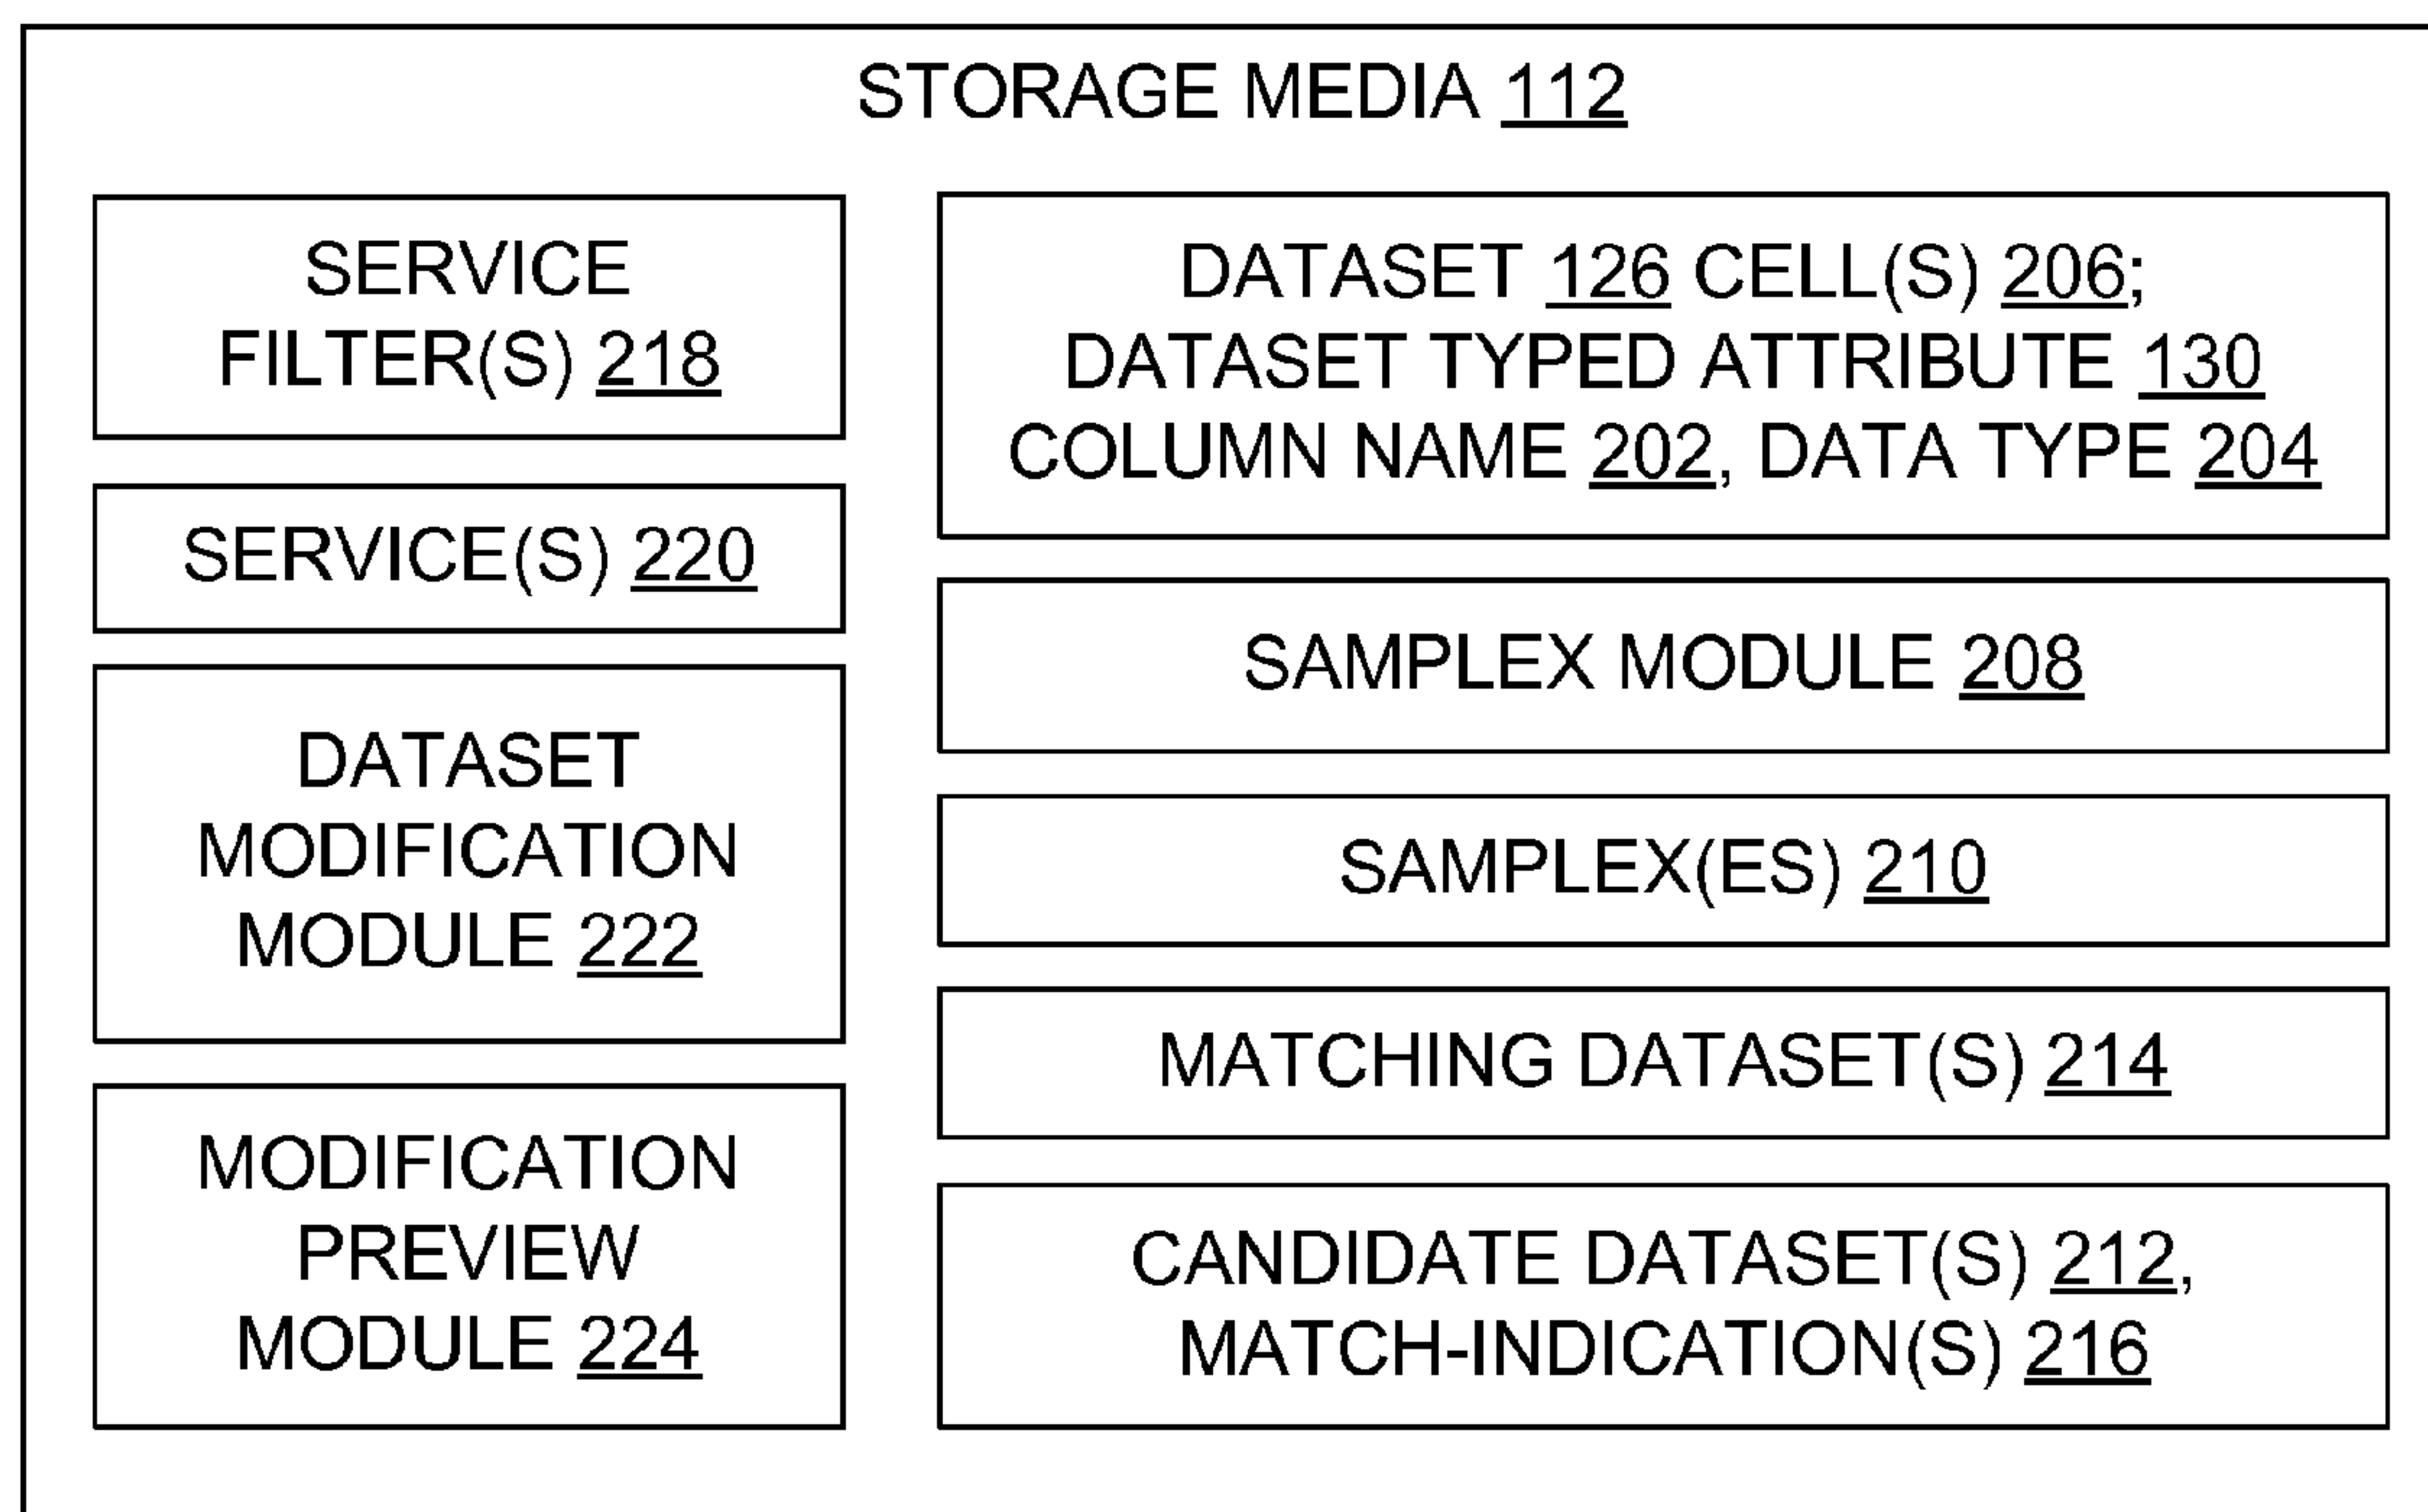 STORAGE MEDIA 112
SERVICE
FILTER(S) 218
SERVICE(S) 220
DATASET
MODIFICATION
MODULE 222
MODIFICATION
PREVIEW
MODULE 224
DATASET 126 CELL(S) 206;
DATASET TYPED ATTRIBUTE 130
COLUMN NAME 202, DATA TYPE 204
SAMPLEX MODULE 208
SAMPLEX(ES) 210
MATCHING DATASET(S) 214
CANDIDATE DATASET(S) 212,
MATCH-INDICATION(S) 216